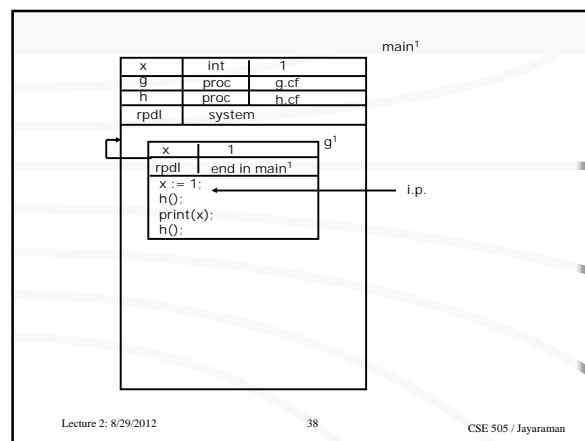 main1
x int 1
g proc g.cf
h proc h.cf
rpdl system
g1
x 1
rpdl end in main1
x := 1;
i.p.
h();
print(x);
h();
Lecture 2: 8/29/2012 38 CSE 505 / Jayaraman